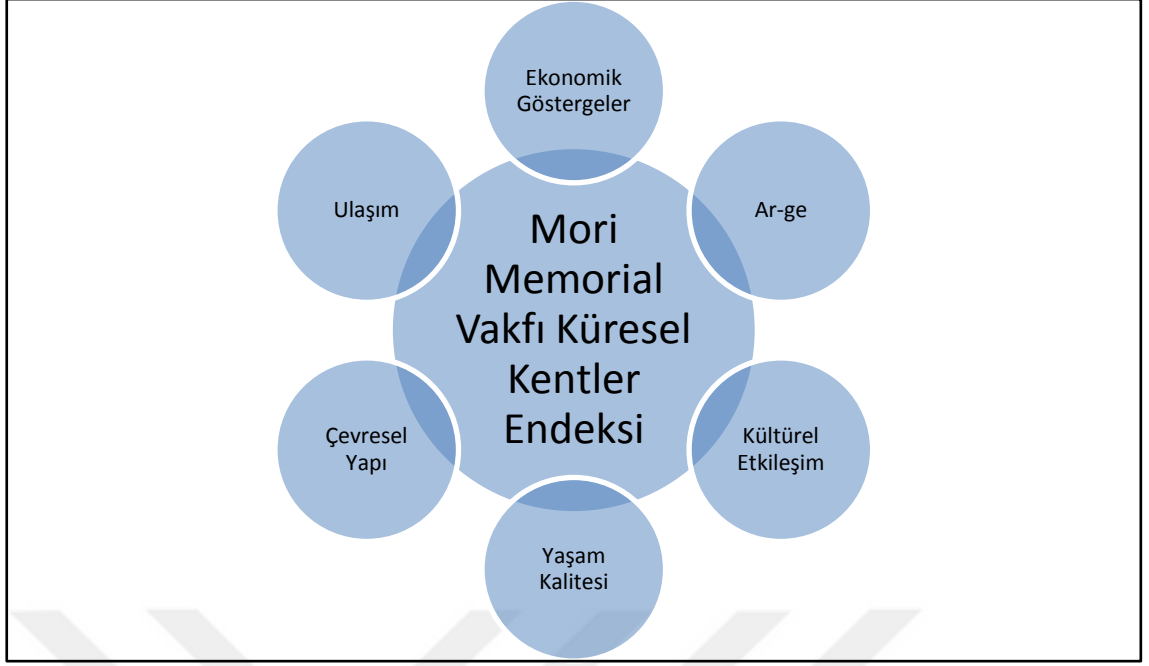 Ekonomik
Göstergeler
Ulaşım
Ar-ge
Mori
Memorial
Vakfı Küresel
Kentler
Endeksi
Çevresel
Yapı
Kültürel
Etkileşim
Yaşam
Kalitesi